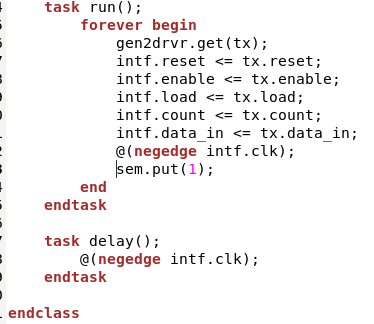 task run();
forever begin
gen2drvr.get(tx);
intf.reset <= tx.reset;
intf.enable <= tx.enable;
intf.load <= tx.load;
intf.count <= tx.count;
intf.data_in <= tx.data_in;
@(negedge intf.clk);
sem.put(1);
end
endtask
task delay();
@(negedge intf.clk);
endtask
endclass